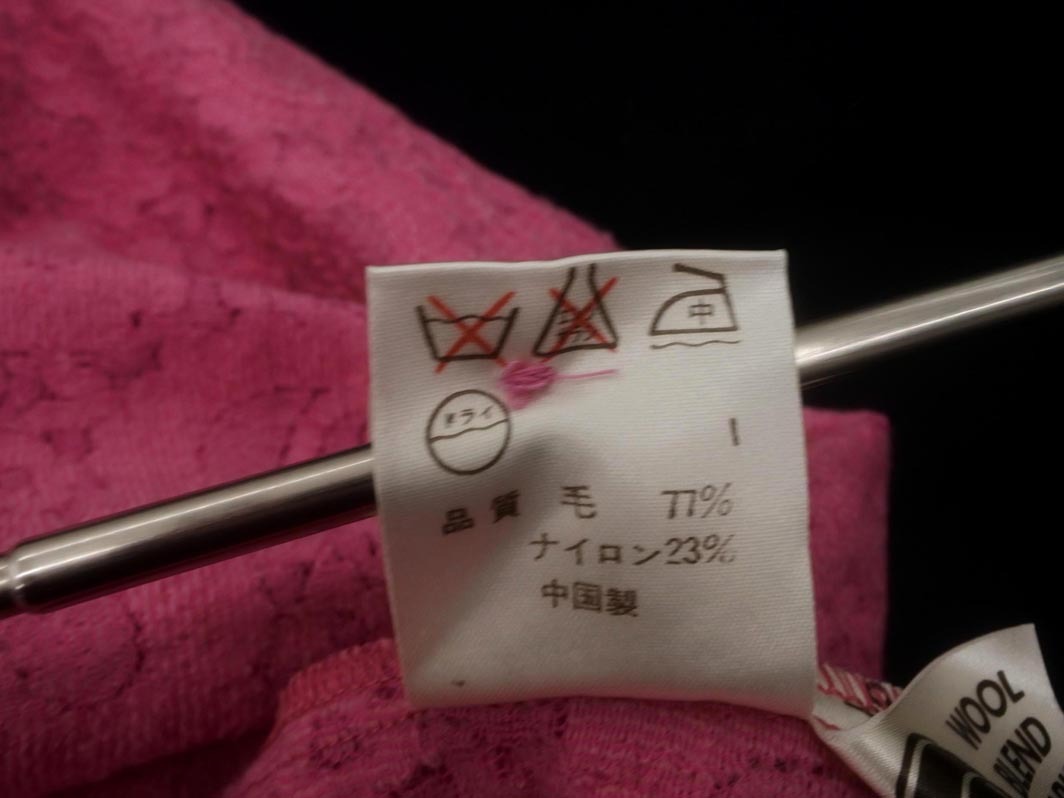 中
ドライ
品質 毛 77%
ナイロン23%
中国製
WOOL
BLEND